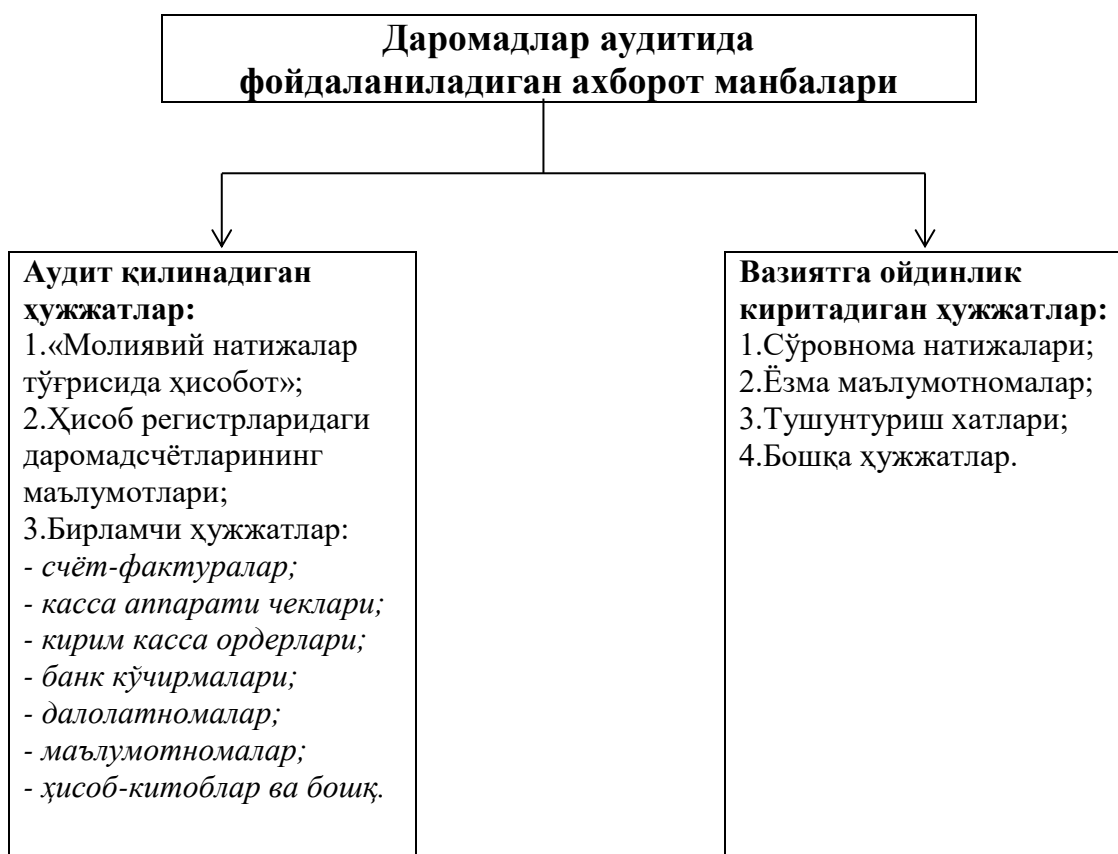 Даромадлар аудитида
фойдаланиладиган ахборот манбалари
Аудит қилинадиган
ҳужжатлар:
1.«Молиявий натижалар
тўғрисида ҳисобот»;
2.Ҳисоб регистрларидаги
даромадсчётларининг
маълумотлари;
3.Бирламчи ҳужжатлар:
- счёт-фактуралар;
- касса аппарати чеклари;
- кирим касса ордерлари;
- банк кўчирмалари;
- далолатномалар;
- маълумотномалар;
- ҳисоб-китоблар ва бошқ.
Вазиятга ойдинлик
киритадиган ҳужжатлар:
1.Сўровнома натижалари;
2.Ёзма маълумотномалар;
3.Тушунтуриш хатлари;
4.Бошқа ҳужжатлар.